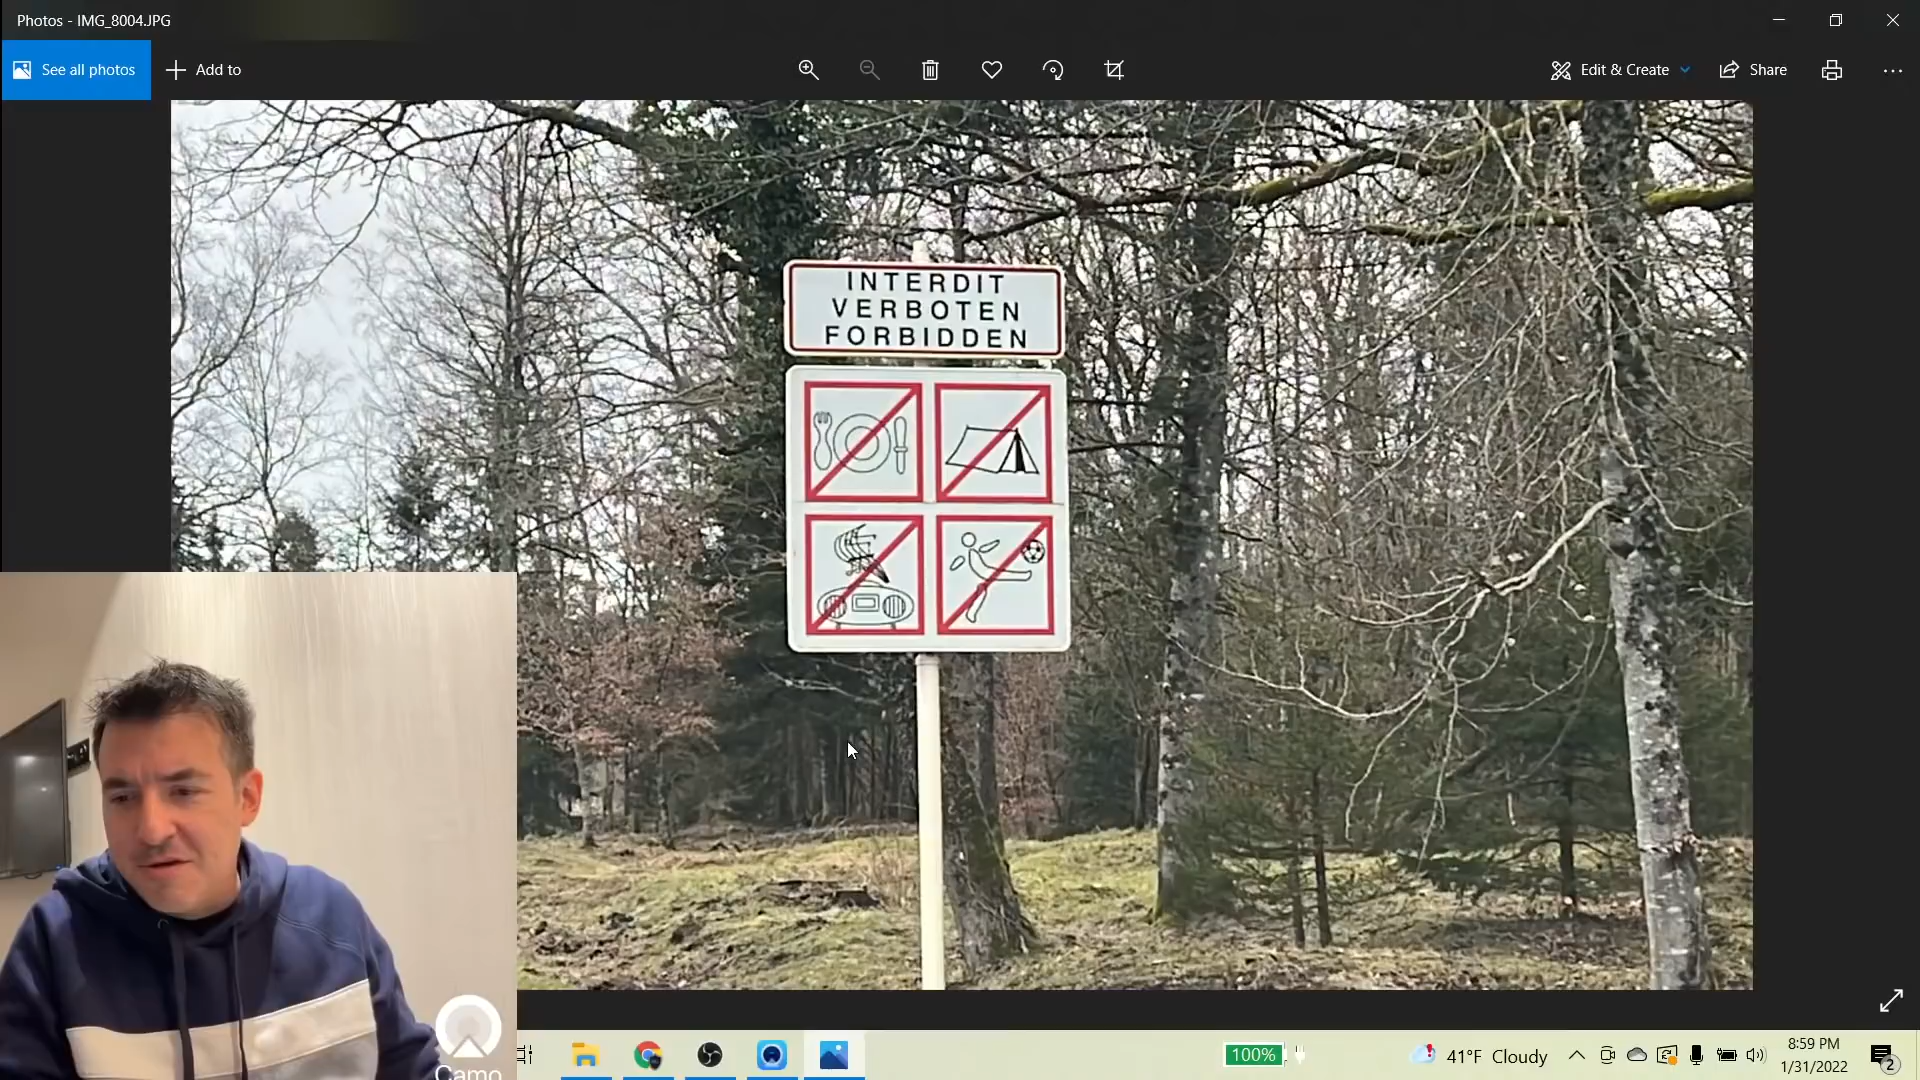 Photos - IMG_8004.JPG
See all photos
Add to
Edit & Create
Share
INTERDIT
VERBOTEN
FORBIDDEN
Camo
100%
41°F Cloudy
8:59 PM
1/31/2022
2